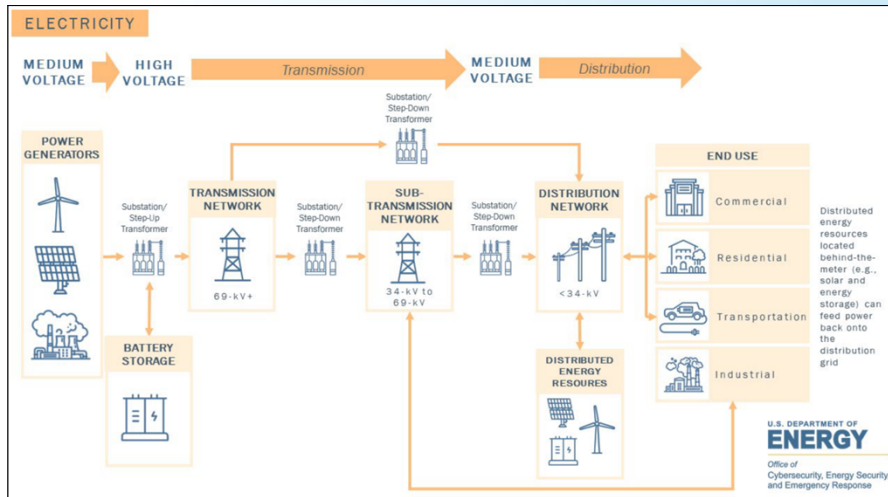 ELECTRICITY
MEDIUM
VOLTAGE
HIGH
VOLTAGE
Transmission
MEDIUM
VOLTAGE
Distribution
Substation/
Step-Down
Transformer
POWER
GENERATORS
Substation/
Step-Up
Transformer
TRANSMISSION
NETWORK
69-kV+
Substation/
Step-Down
Transformer
SUB-
TRANSMISSION
NETWORK
34-kV to
69-kV
Substation/
Step-Down
Transformer
DISTRIBUTION
NETWORK
<34-kV
END USE
Commercial
Residential
Transportation
Industrial
Distributed
energy
resources
located
behind-the-
meter (e.g.,
solar and
energy
storage) can
feed power
back onto
the
distribution
grid
BATTERY
STORAGE
DISTRIBUTED
ENERGY
RESOURES
U.S. DEPARTMENT OF
ENERGY
Office of
Cybersecurity, Energy Security
and Emergency Response